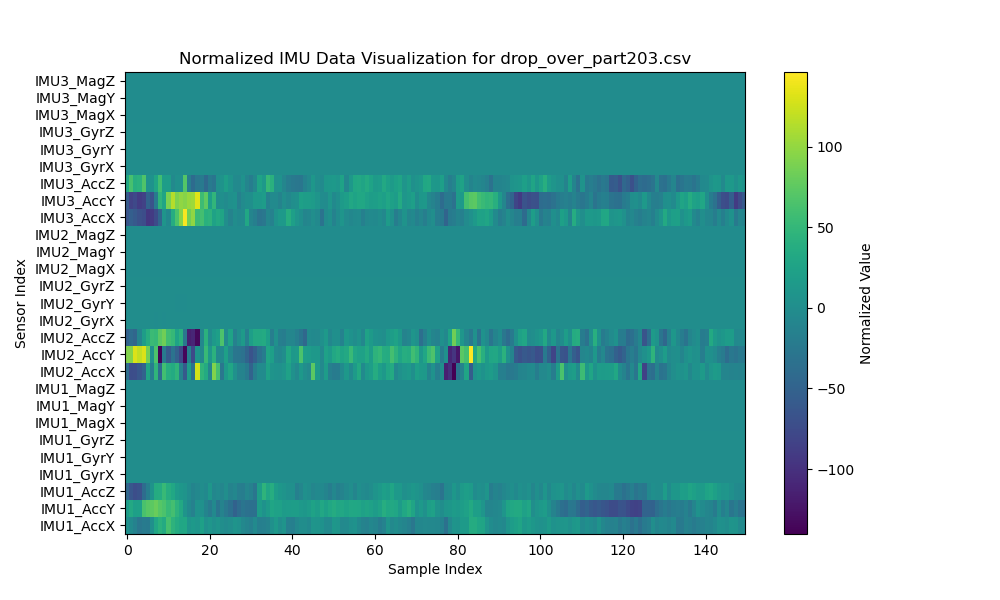 Normalized IMU Data Visualization for drop_over_part203.csv
Sensor Index
IMU3_MagZ
IMU3_MagY
IMU3_MagX
IMU3_GyrZ
IMU3_GyrY
IMU3_GyrX
IMU3_AccZ
IMU3_AccY
IMU3_AccX
IMU2_MagZ
IMU2_MagY
IMU2_MagX
IMU2_GyrZ
IMU2_GyrY
IMU2_GyrX
IMU2_AccZ
IMU2_AccY
IMU2_AccX
IMU1_MagZ
IMU1_MagY
IMU1_MagX
IMU1_GyrZ
IMU1_GyrY
IMU1_GyrX
IMU1_AccZ
IMU1_AccY
IMU1_AccX
0 20 40 60 80 100 120 140
Sample Index
100
50
0
−50
−100
Normalized Value